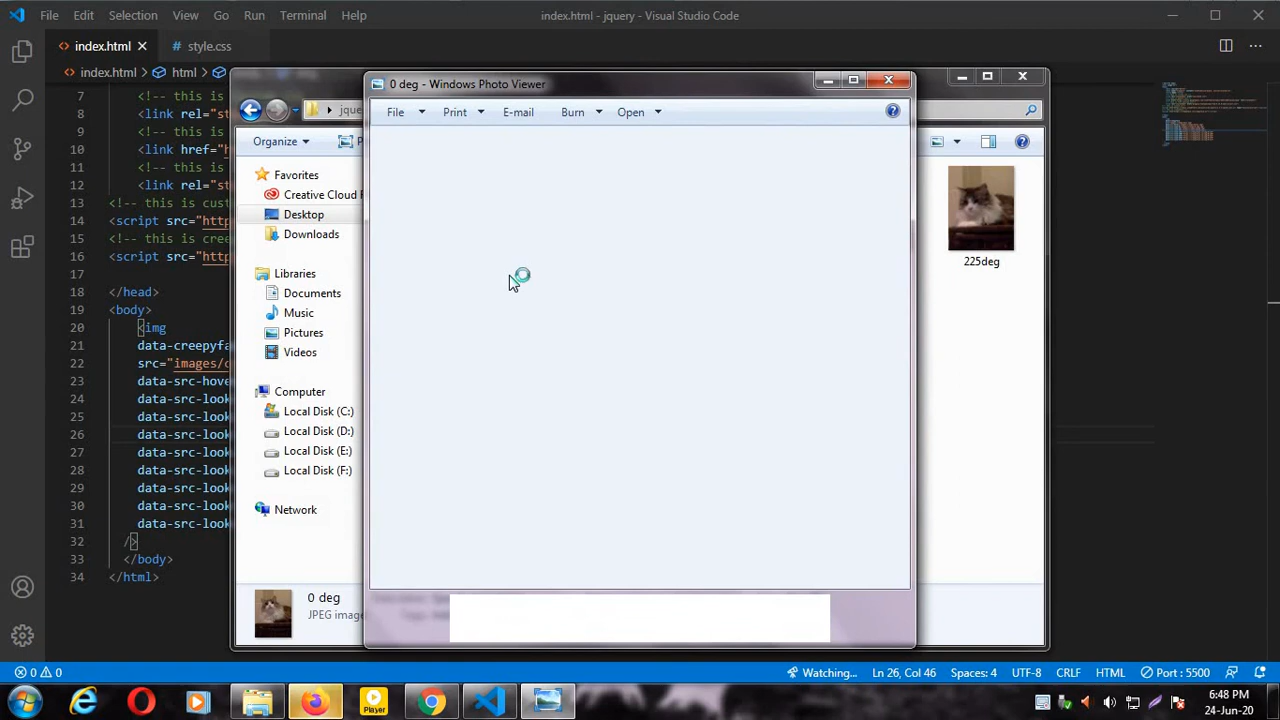 File Edit Selection View Go Run Terminal Help index.html - jquery - Visual Studio Code
index.html style.css
index.html html
7 <!-- this is
8 <link rel="s
9 <!-- this is
10 <link href="h
11 <!-- this is
12 <link rel="st
13 <!-- this is cust
14 <script src="http
15 <!-- this is cree
16 <script src="http
17
18 </head>
19 <body>
20 <img
21 data-creepyfa
22 src="images/c
23 data-src-hove
24 data-src-look
25 data-src-look
26 data-src-look
27 data-src-look
28 data-src-look
29 data-src-look
30 data-src-look
31 data-src-look
32 />
33 </body>
34 </html>
jque
Organize
Favorites
Creative Cloud F
Desktop
Downloads
Libraries
Documents
Music
Pictures
Videos
Computer
Local Disk (C:)
Local Disk (D:)
Local Disk (E:)
Local Disk (F:)
Network
0 deg
JPEG image
0 deg - Windows Photo Viewer
File Print E-mail Burn Open
225deg
0 0 Watching... Ln 26, Col 46 Spaces: 4 UTF-8 CRLF HTML Port : 5500
Player
6:48 PM
24-Jun-20